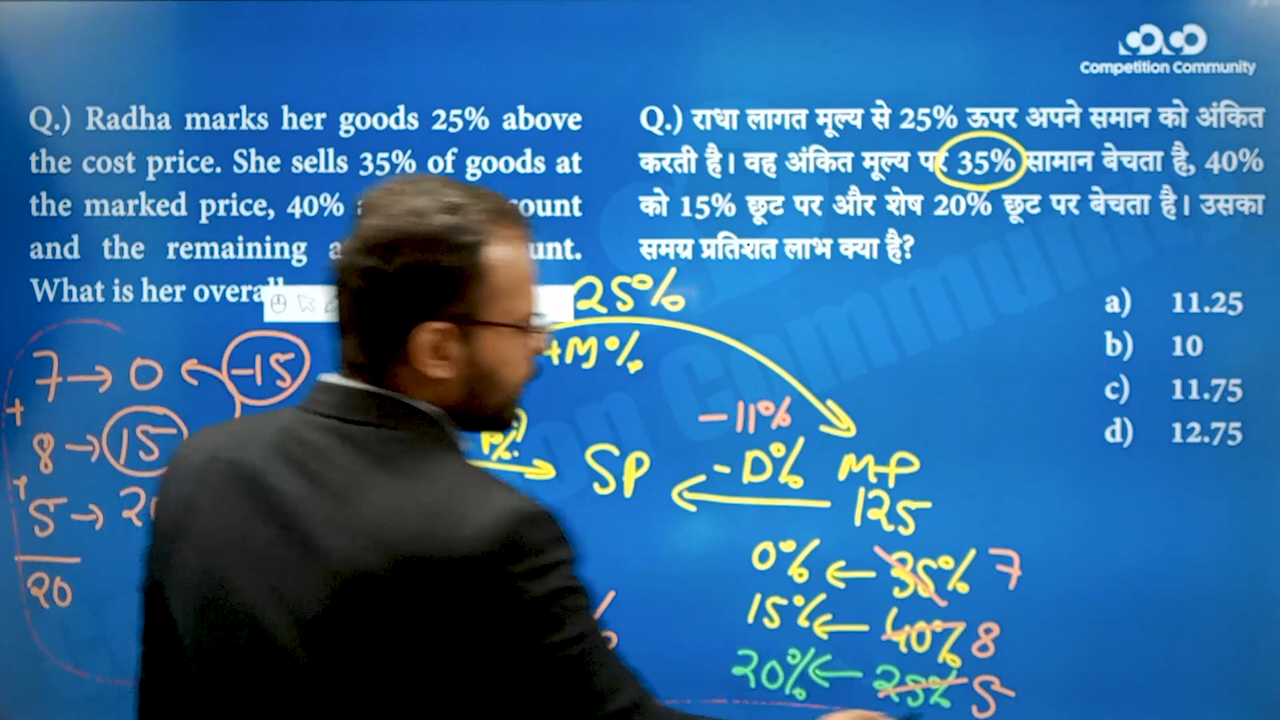 Competition Community
Q.) Radha marks her goods 25% above
the cost price. She sells 35% of goods at
the marked price, 40%
and the remaining
What is her overall
Q.) राधा लागत मूल्य से 25% ऊपर अपने समान को अंकित
करती है। वह अंकित मूल्य पर 35% सामान बेचता है, 40%
को 15% छूट पर और शेष 20% छूट पर बेचता है। उसका
समग्र प्रतिशत लाभ क्या है?
a) 11.25
b) 10
c) 11.75
d) 12.75
7 → 0 ← -15
+
8 → 15
+
5 → 20
20
25%
+M%
P%
SP
-11%
-D%
MP
125
0% ← 35% 7
15% ← 40% 8
20% ← 25% 5